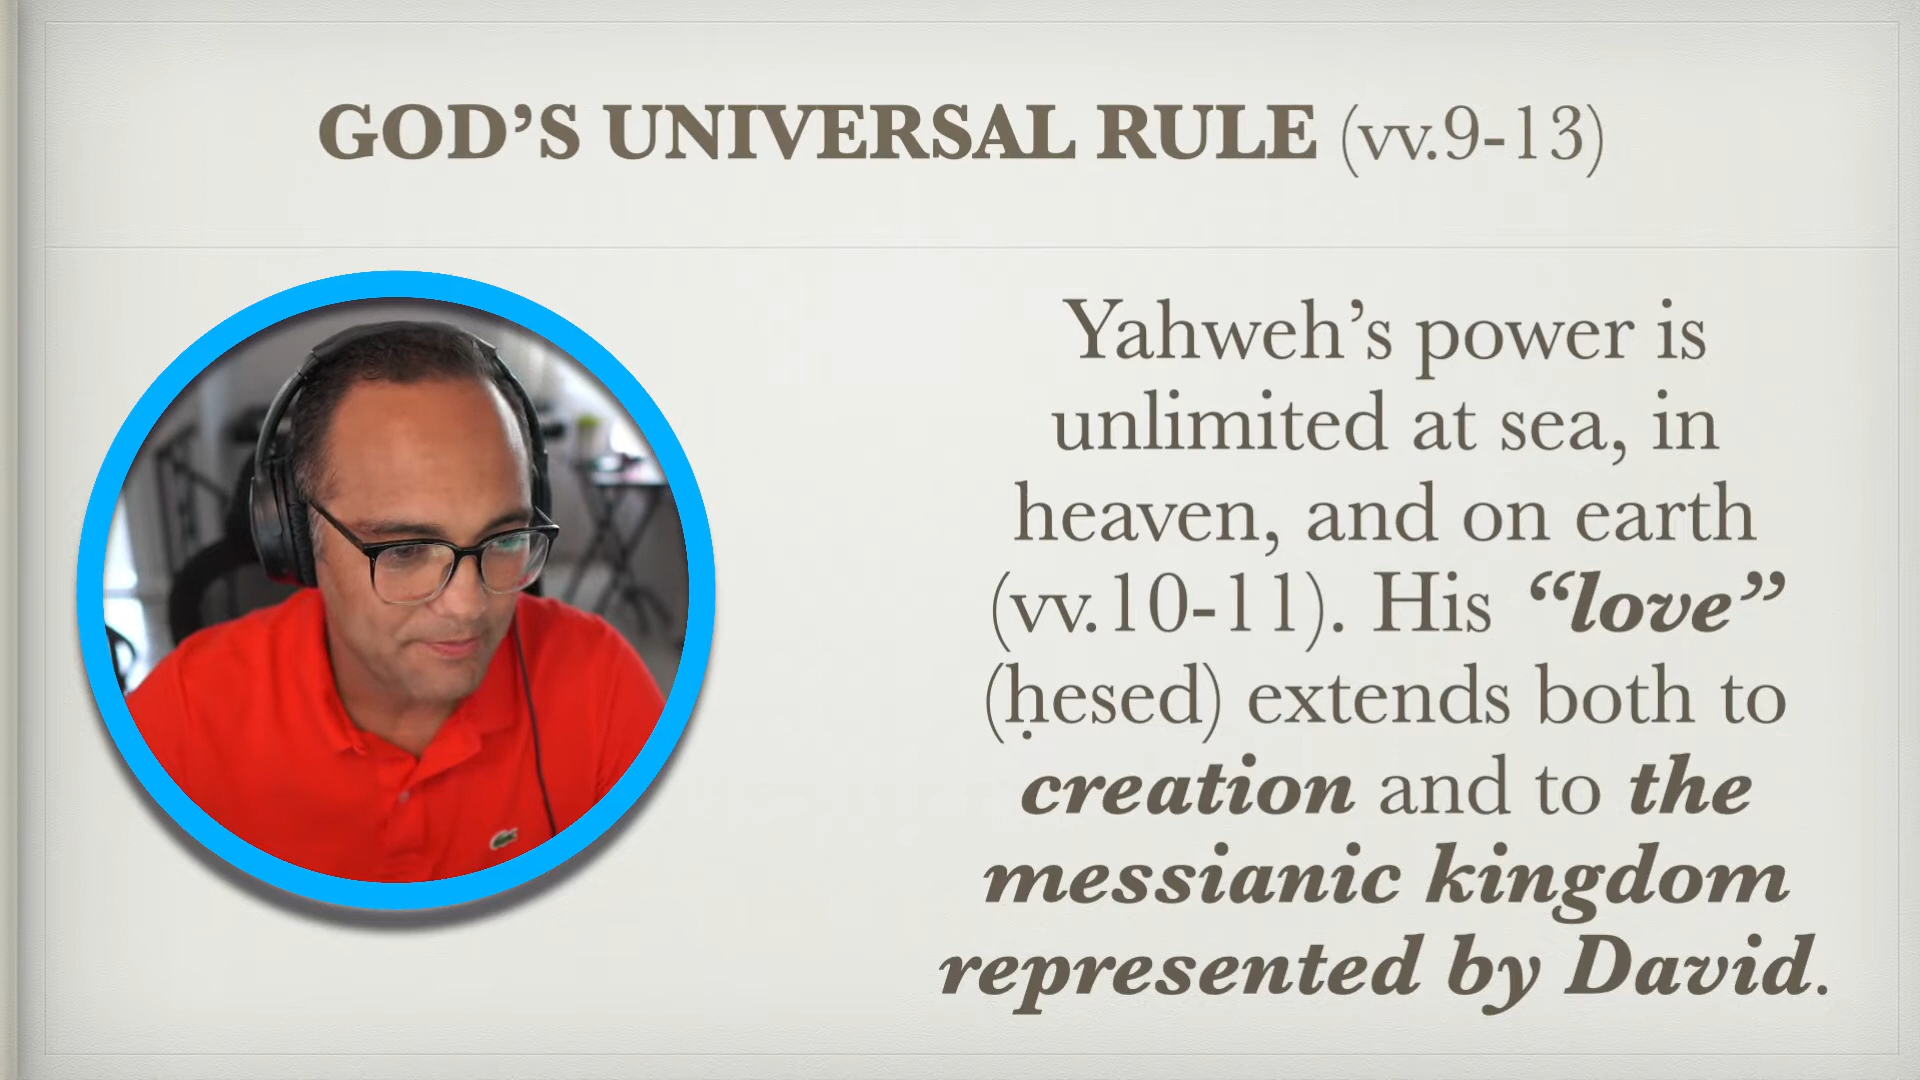 GOD’S UNIVERSAL RULE (vv.9-13)
Yahweh’s power is
unlimited at sea, in
heaven, and on earth
(vv.10-11). His “love”
(ḥesed) extends both to
creation and to the
messianic kingdom
represented by David.